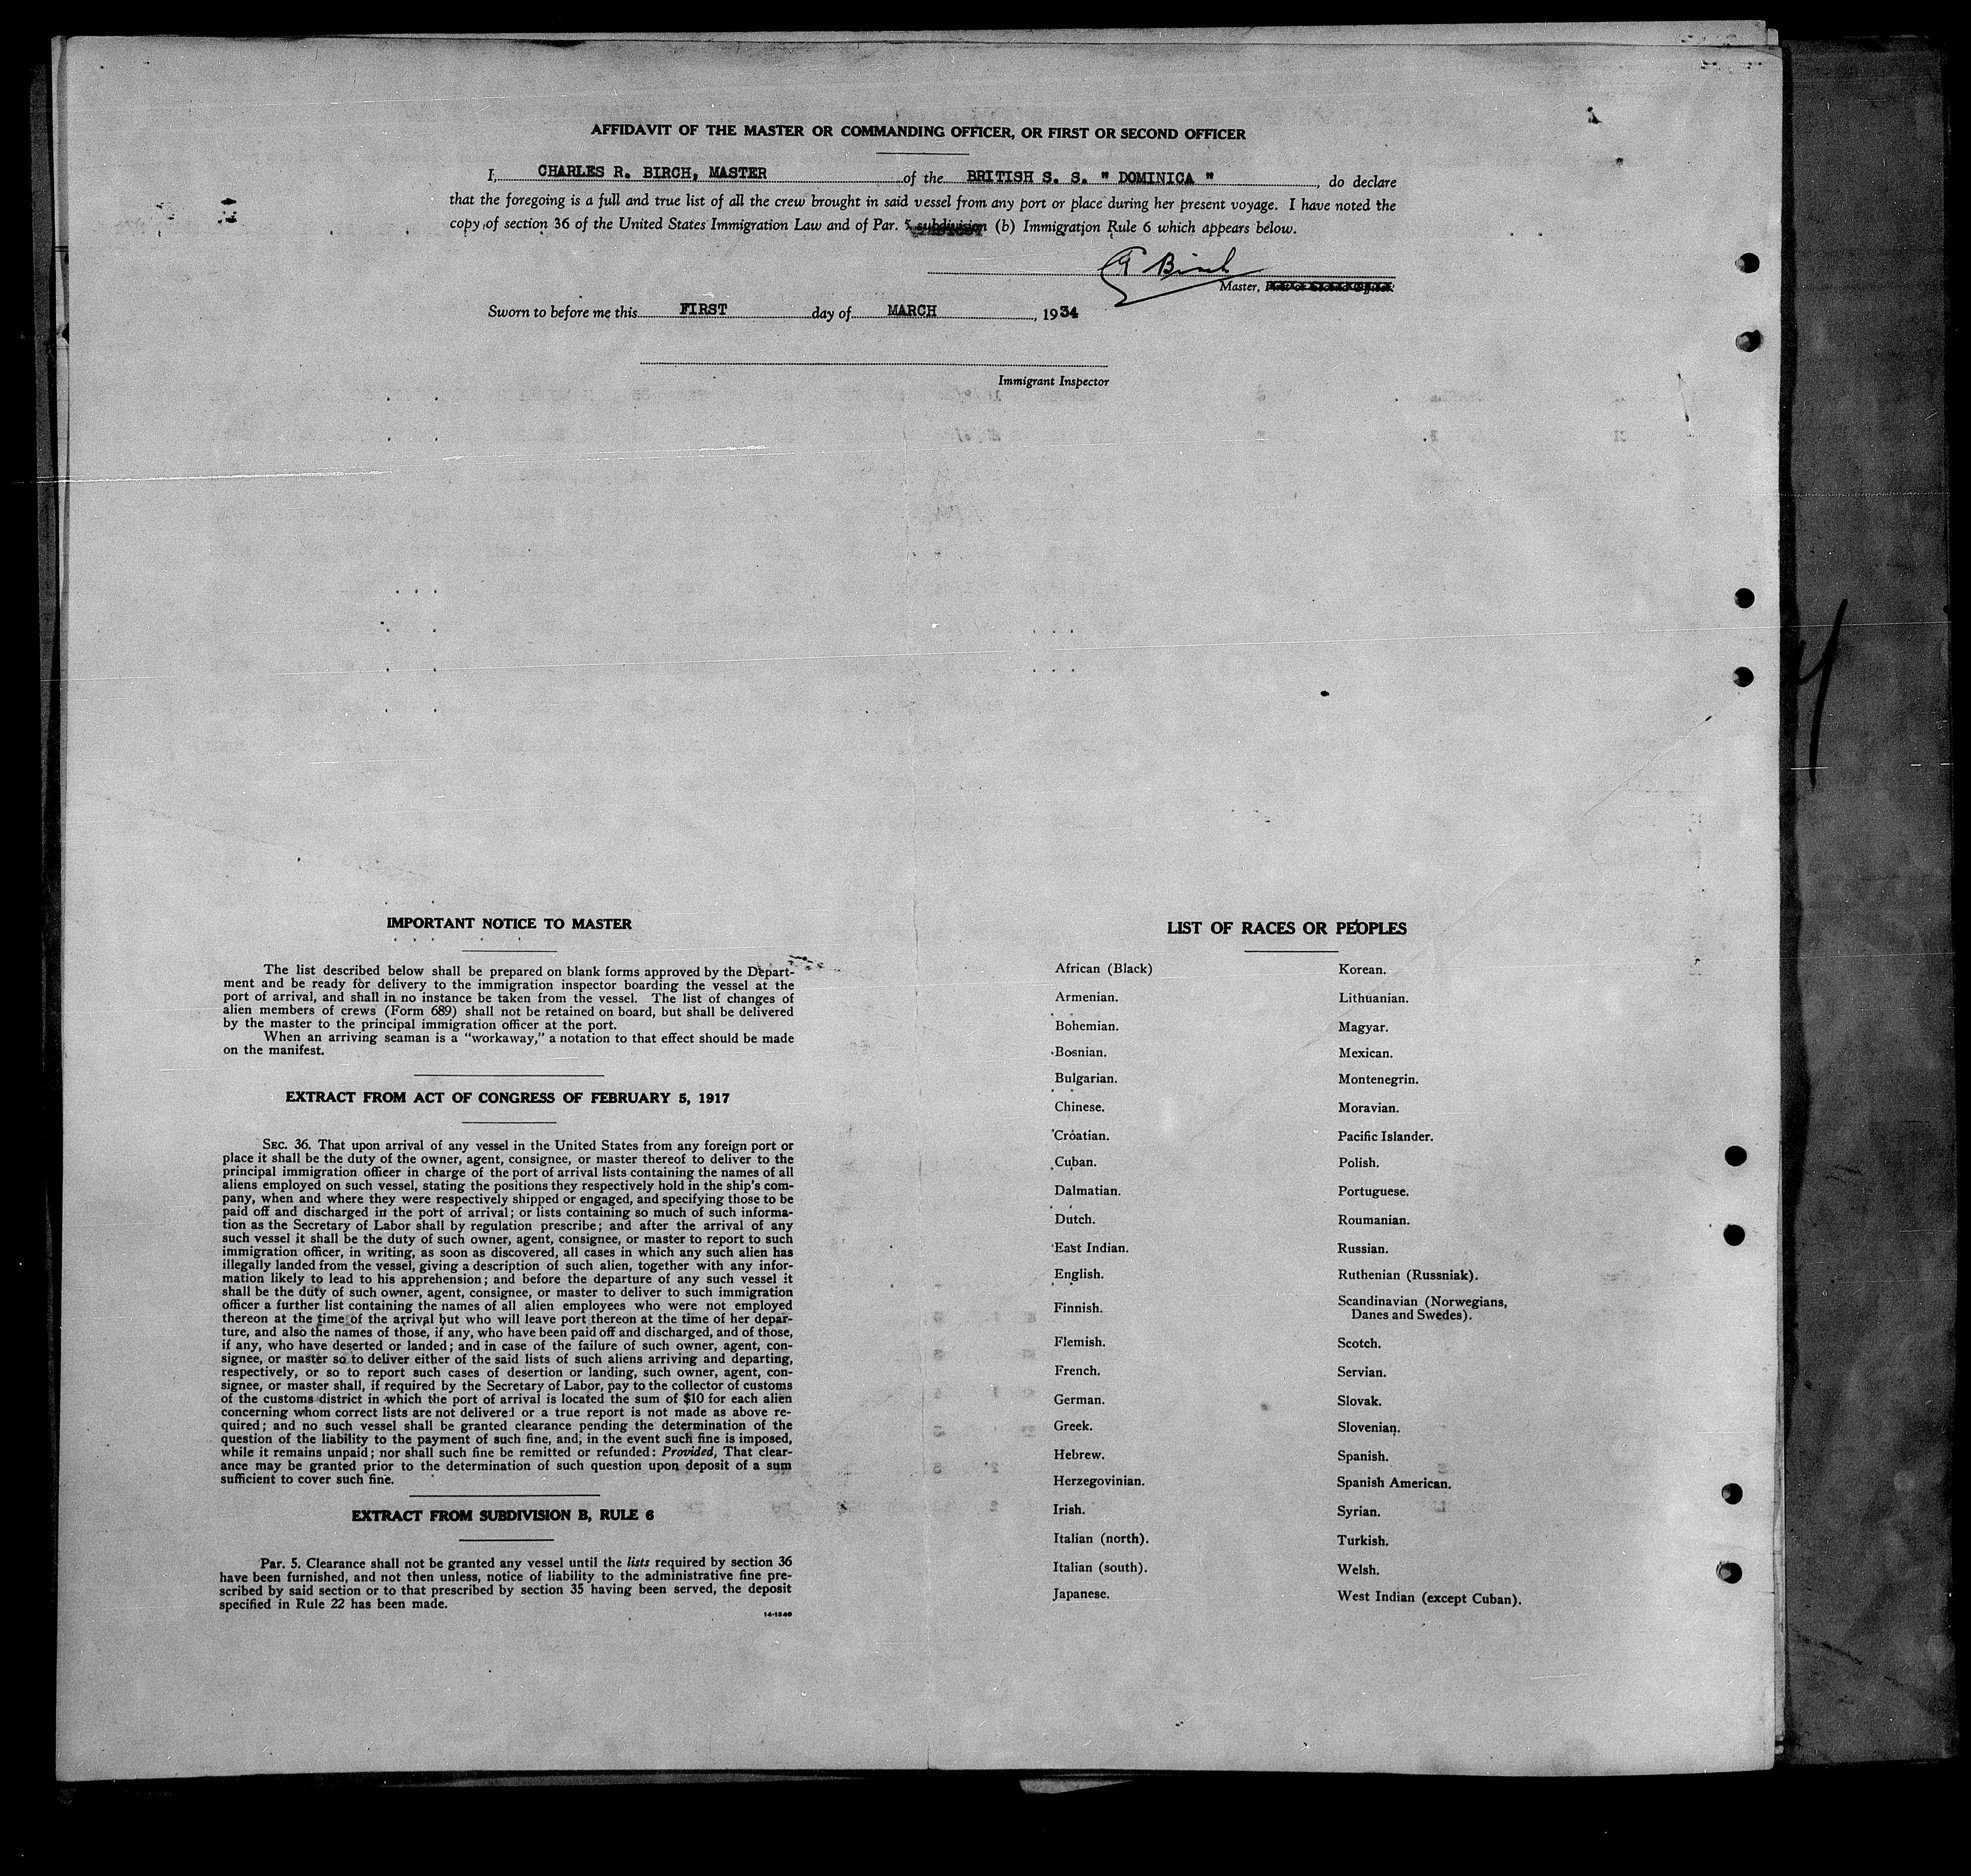 AFFIDAVIT OF THE MASTER OR COMMANDING OFFICER, OR FIRST OR SECOND OFFICER
I, CHARLES R. BIRCH, MASTER of the BRITISH S. S. " DOMINICA " , do declare
that the foregoing is a full and true list of all the crew brought in said vessel from any port or place during her present voyage. I have noted the
copy of section 36 of the United States Immigration Law and of Par. 5 subdivision (b) Immigration Rule 6 which appears below.
Birch
Master, First or Second Officer.
Sworn to before me this FIRST day of MARCH , 1934
Immigrant Inspector
IMPORTANT NOTICE TO MASTER
The list described below shall be prepared on blank forms approved by the Depart-
ment and be ready for delivery to the immigration inspector boarding the vessel at the
port of arrival, and shall in no instance be taken from the vessel. The list of changes of
alien members of crews (Form 689) shall not be retained on board, but shall be delivered
by the master to the principal immigration officer at the port.
When an arriving seaman is a "workaway," a notation to that effect should be made
on the manifest.
EXTRACT FROM ACT OF CONGRESS OF FEBRUARY 5, 1917
SEC. 36. That upon arrival of any vessel in the United States from any foreign port or
place it shall be the duty of the owner, agent, consignee, or master thereof to deliver to the
principal immigration officer in charge of the port of arrival lists containing the names of all
aliens employed on such vessel, stating the positions they respectively hold in the ship's com-
pany, when and where they were respectively shipped or engaged, and specifying those to be
paid off and discharged in the port of arrival; or lists containing so much of such informa-
tion as the Secretary of Labor shall by regulation prescribe; and after the arrival of any
such vessel it shall be the duty of such owner, agent, consignee, or master to report to such
immigration officer, in writing, as soon as discovered, all cases in which any such alien has
illegally landed from the vessel, giving a description of such alien, together with any infor-
mation likely to lead to his apprehension; and before the departure of any such vessel it
shall be the duty of such owner, agent, consignee, or master to deliver to such immigration
officer a further list containing the names of all alien employees who were not employed
thereon at the time of the arrival but who will leave port thereon at the time of her depar-
ture, and also the names of those, if any, who have been paid off and discharged, and of those,
if any, who have deserted or landed; and in case of the failure of such owner, agent, con-
signee, or master so to deliver either of the said lists of such aliens arriving and departing,
respectively, or so to report such cases of desertion or landing, such owner, agent, con-
signee, or master shall, if required by the Secretary of Labor, pay to the collector of customs
of the customs district in which the port of arrival is located the sum of $10 for each alien
concerning whom correct lists are not delivered or a true report is not made as above re-
quired; and no such vessel shall be granted clearance pending the determination of the
question of the liability to the payment of such fine, and, in the event such fine is imposed,
while it remains unpaid; nor shall such fine be remitted or refunded: Provided, That clear-
ance may be granted prior to the determination of such question upon deposit of a sum
sufficient to cover such fine.
EXTRACT FROM SUBDIVISION B, RULE 6
Par. 5. Clearance shall not be granted any vessel until the lists required by section 36
have been furnished, and not then unless, notice of liability to the administrative fine pre-
scribed by said section or to that prescribed by section 35 having been served, the deposit
specified in Rule 22 has been made.
14-1240
LIST OF RACES OR PEOPLES
African (Black)
Armenian.
Bohemian.
Bosnian.
Bulgarian.
Chinese.
Croatian.
Cuban.
Dalmatian.
Dutch.
East Indian.
English.
Finnish.
Flemish.
French.
German.
Greek.
Hebrew.
Herzegovinian.
Irish.
Italian (north).
Italian (south).
Japanese.
Korean.
Lithuanian.
Magyar.
Mexican.
Montenegrin.
Moravian.
Pacific Islander.
Polish.
Portuguese.
Roumanian.
Russian.
Ruthenian (Russniak).
Scandinavian (Norwegians,
Danes and Swedes).
Scotch.
Servian.
Slovak.
Slovenian.
Spanish.
Spanish American.
Syrian.
Turkish.
Welsh.
West Indian (except Cuban).